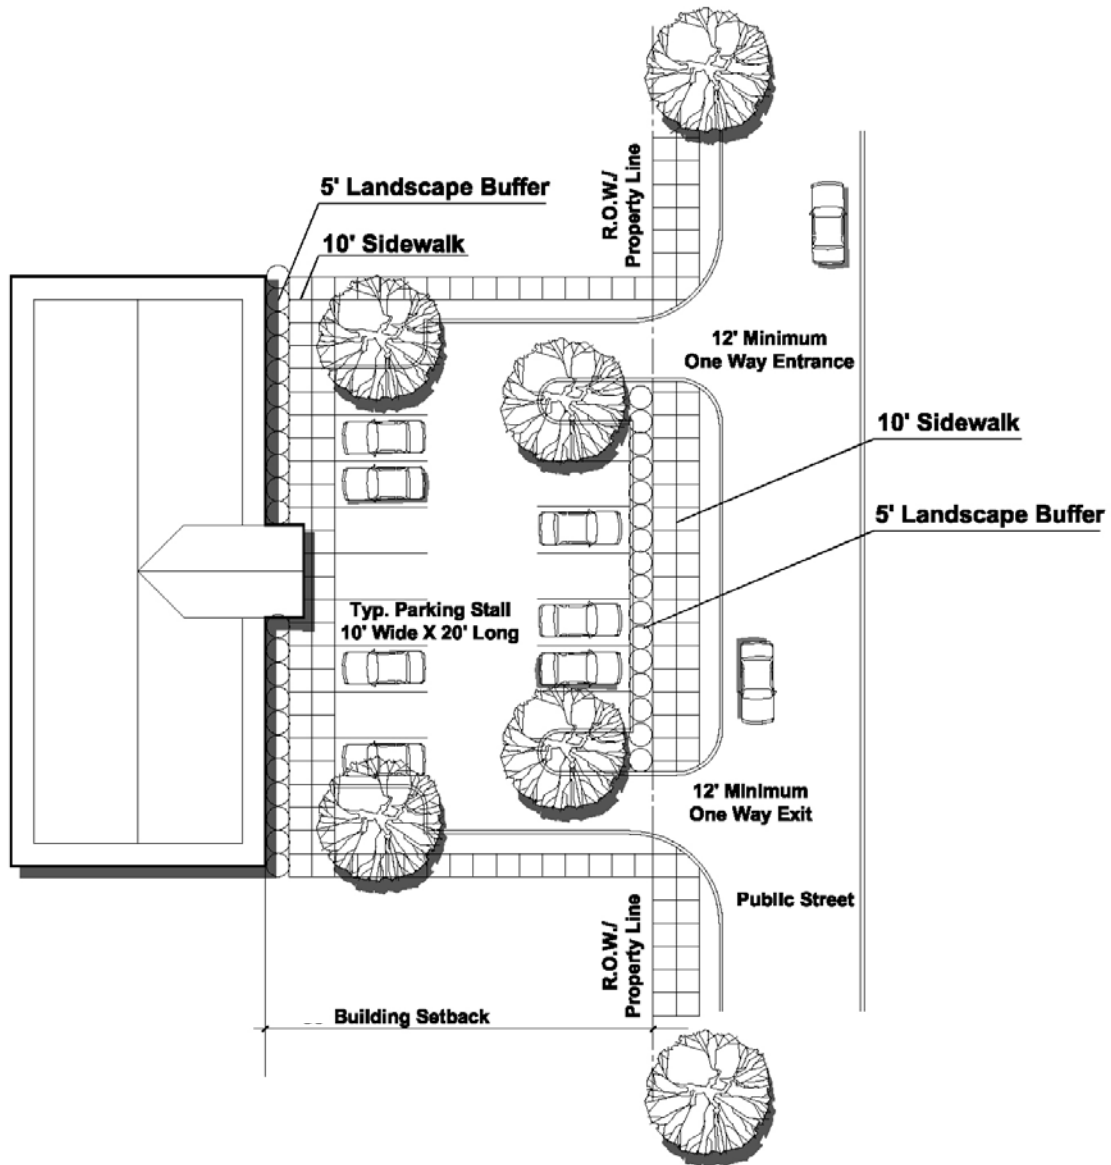 5' Landscape Buffer
10' Sidewalk
R.O.W./
Property Line
12' Minimum
One Way Entrance
10' Sidewalk
5' Landscape Buffer
Typ. Parking Stall
10' Wide X 20' Long
12' Minimum
One Way Exit
Public Street
R.O.W./
Property Line
Building Setback